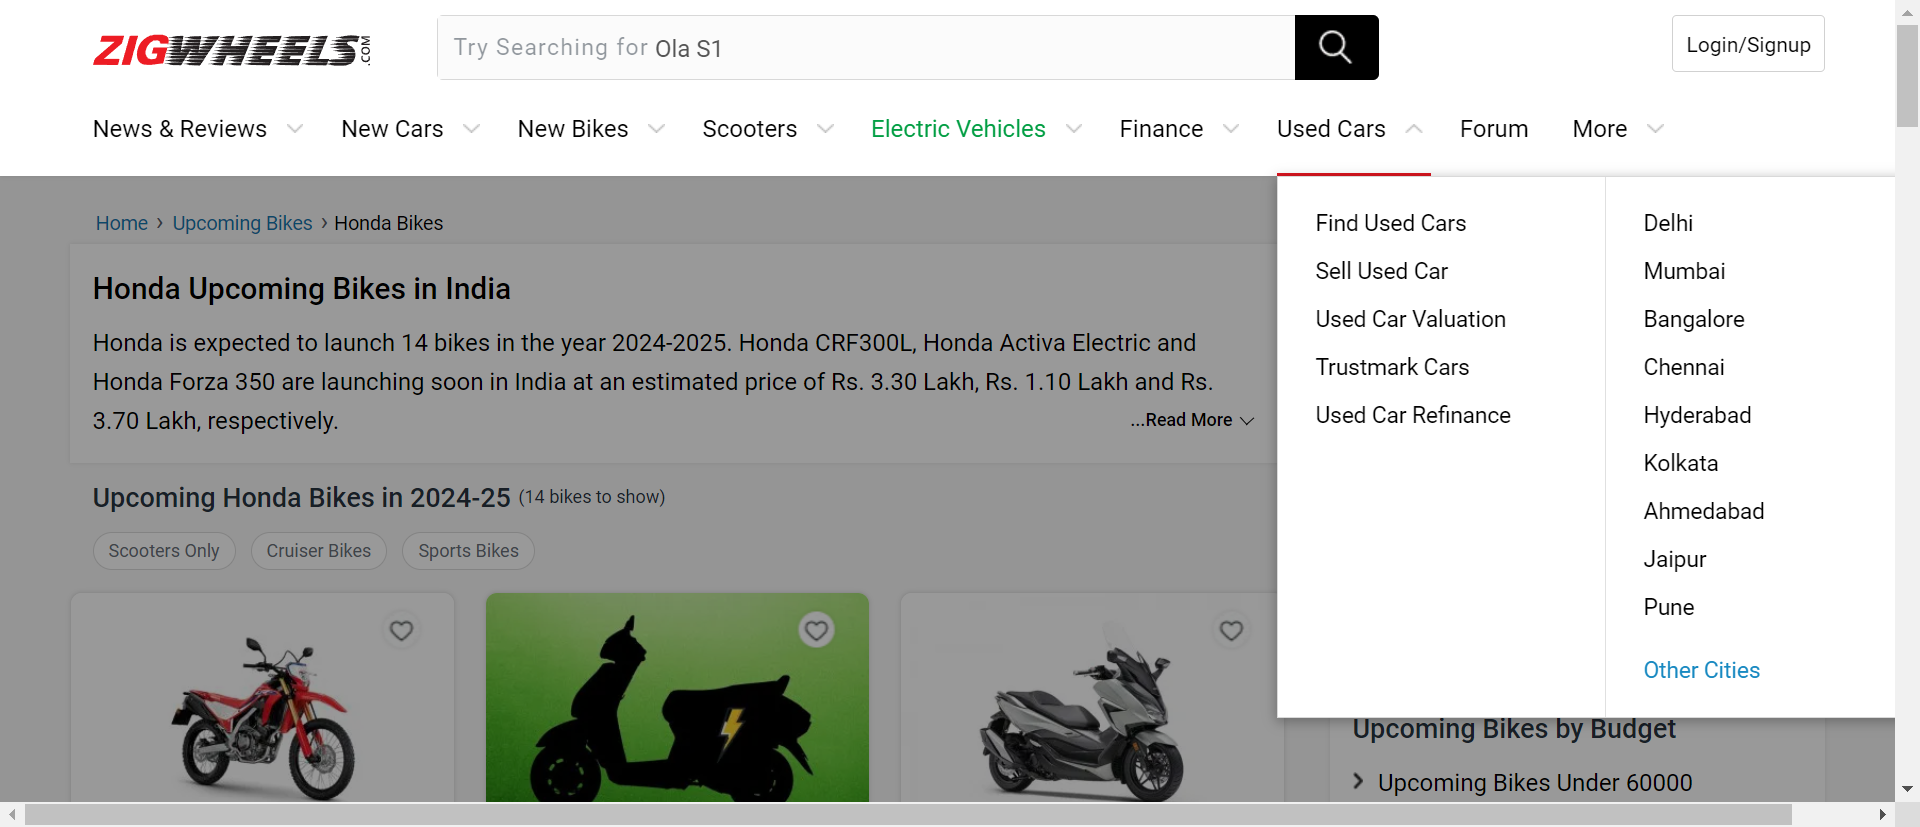 ZIGWHEELS.COM
Try Searching for Ola S1
Login/Signup
News & Reviews
New Cars
New Bikes
Scooters
Electric Vehicles
Finance
Used Cars
Forum
More
Home › Upcoming Bikes › Honda Bikes
Honda Upcoming Bikes in India
Honda is expected to launch 14 bikes in the year 2024-2025. Honda CRF300L, Honda Activa Electric and
Honda Forza 350 are launching soon in India at an estimated price of Rs. 3.30 Lakh, Rs. 1.10 Lakh and Rs.
3.70 Lakh, respectively.
...Read More
Upcoming Honda Bikes in 2024-25 (14 bikes to show)
Scooters Only
Cruiser Bikes
Sports Bikes
Find Used Cars
Sell Used Car
Used Car Valuation
Trustmark Cars
Used Car Refinance
Delhi
Mumbai
Bangalore
Chennai
Hyderabad
Kolkata
Ahmedabad
Jaipur
Pune
Other Cities
Upcoming Bikes by Budget
Upcoming Bikes Under 60000